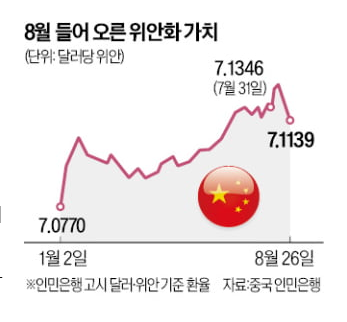 8월 들어 오른 위안화 가치
(단위: 달러당 위안)
7.1346
(7월 31일)
7.1139
7.0770
1월 2일
8월 26일
※인민은행 고시 달러·위안 기준 환율 자료:중국 인민은행